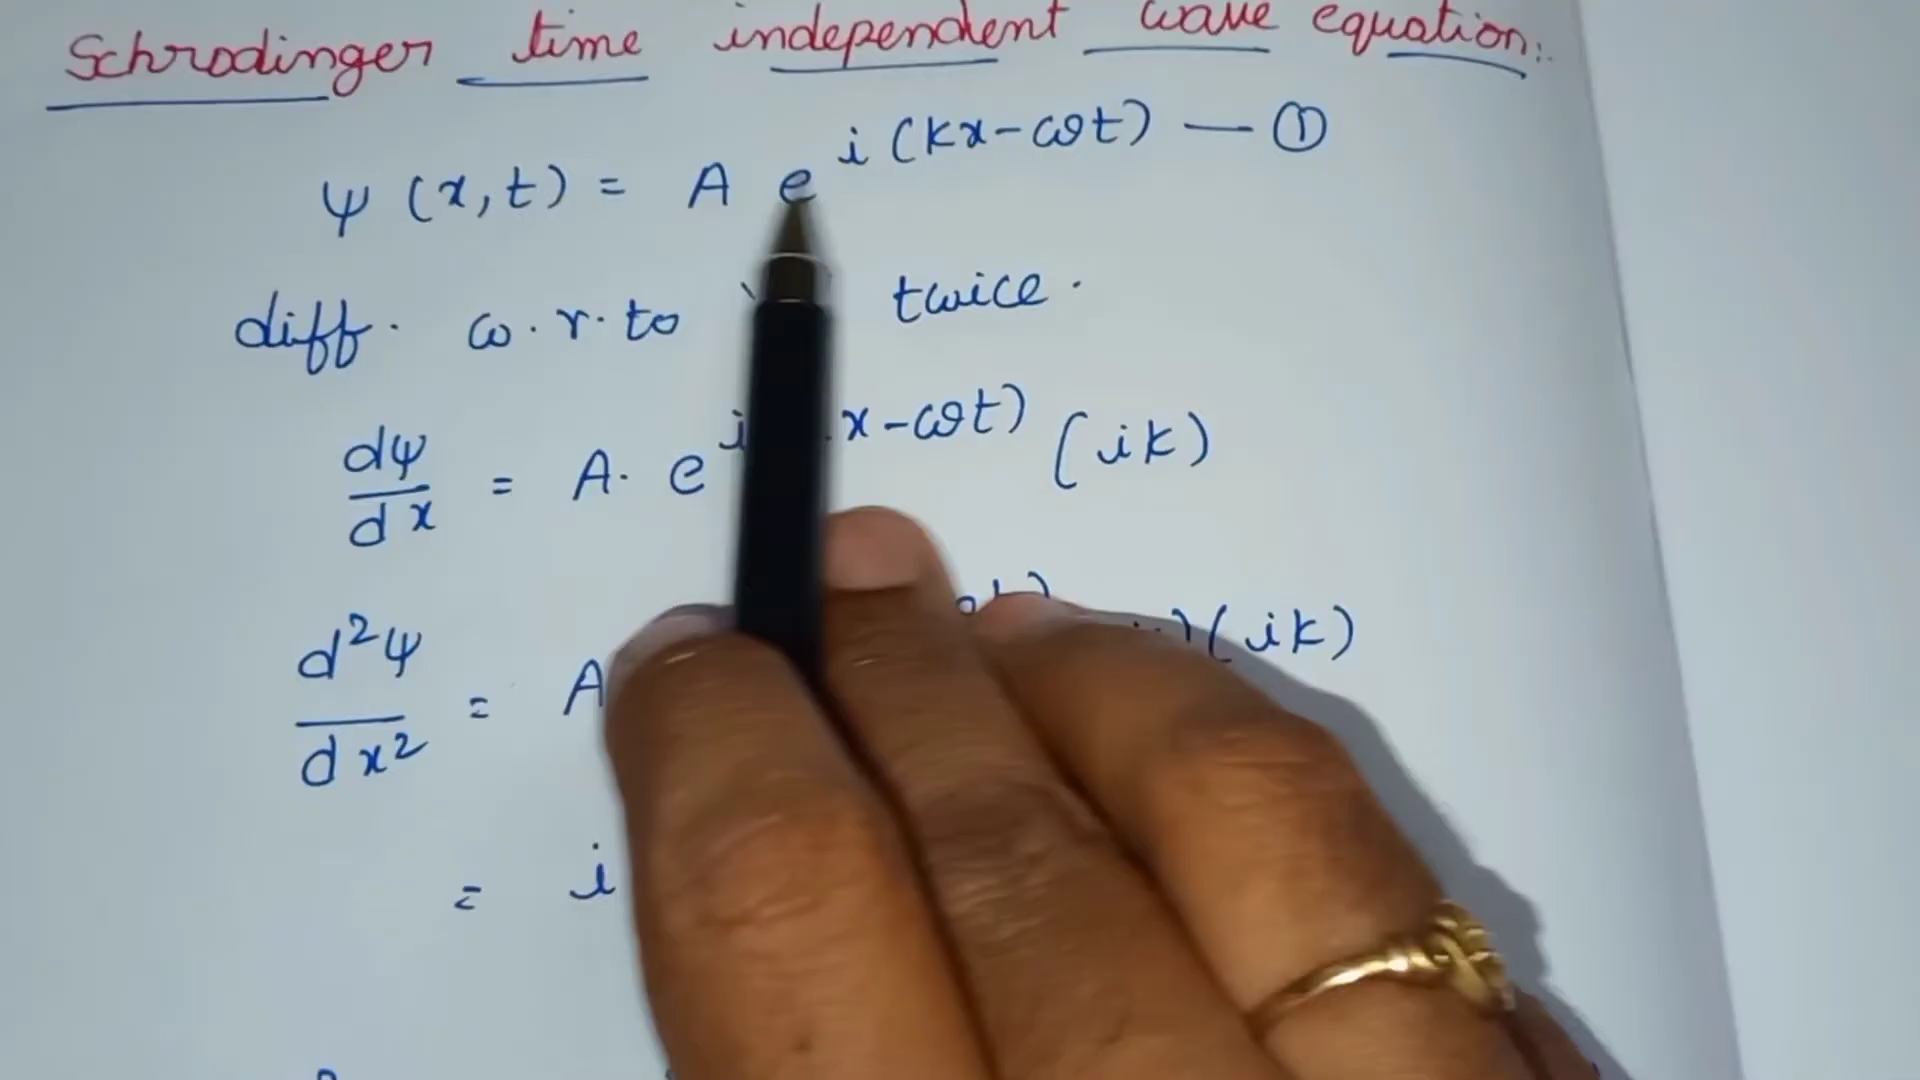 Schrodinger time independent wave equation:
ψ (x,t) = A e^i(kx-ωt) — ①
diff. w.r.to twice.
dψ/dx = A. e^i x-ωt) (ik)
d²ψ/dx² = A )(ik)
= i